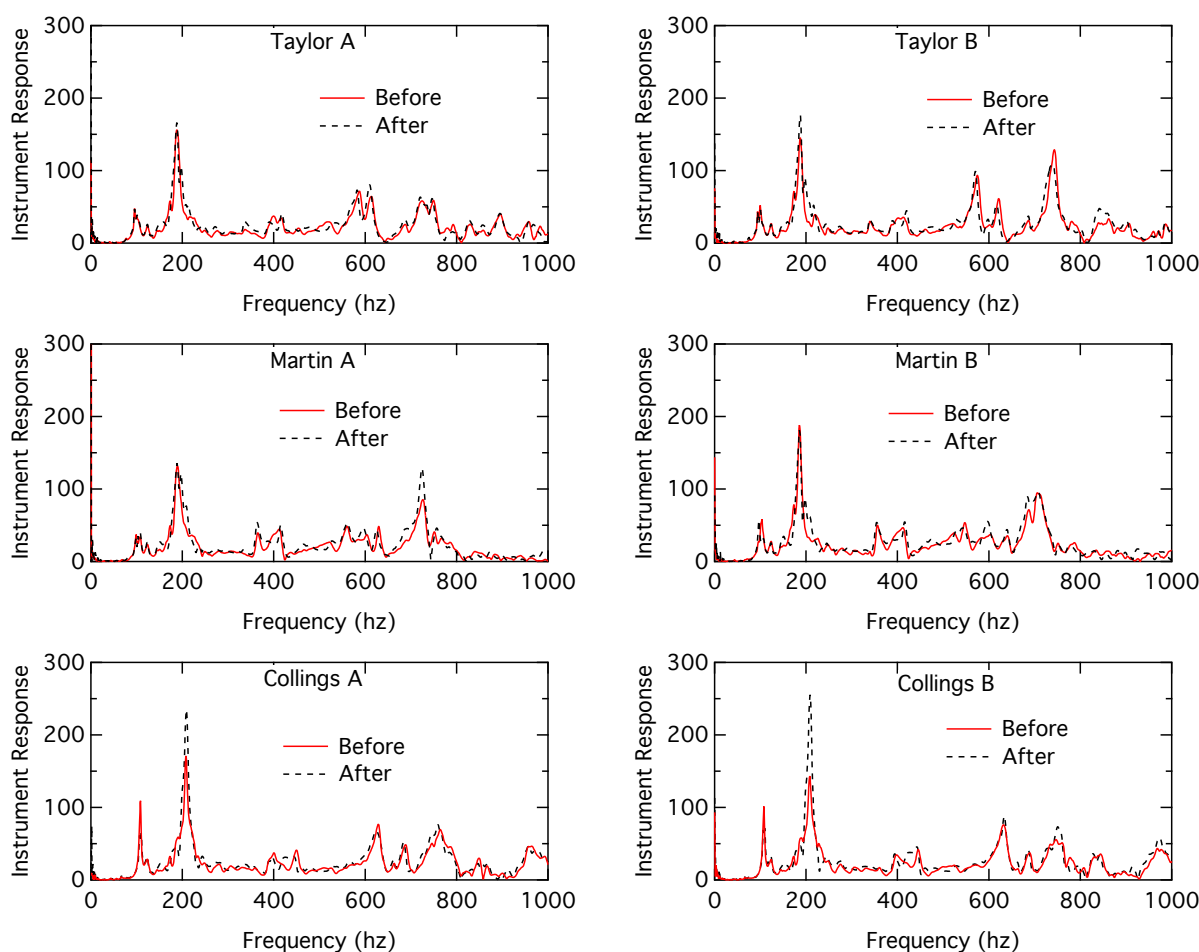 300
200
100
0
Instrument Response
Taylor A
Before
After
0 200 400 600 800 1000
Frequency (hz)
300
200
100
0
Instrument Response
Taylor B
Before
After
0 200 400 600 800 1000
Frequency (hz)
300
200
100
0
Instrument Response
Martin A
Before
After
0 200 400 600 800 1000
Frequency (hz)
300
200
100
0
Instrument Response
Martin B
Before
After
0 200 400 600 800 1000
Frequency (hz)
300
200
100
0
Instrument Response
Collings A
Before
After
0 200 400 600 800 1000
Frequency (hz)
300
200
100
0
Instrument Response
Collings B
Before
After
0 200 400 600 800 1000
Frequency (hz)